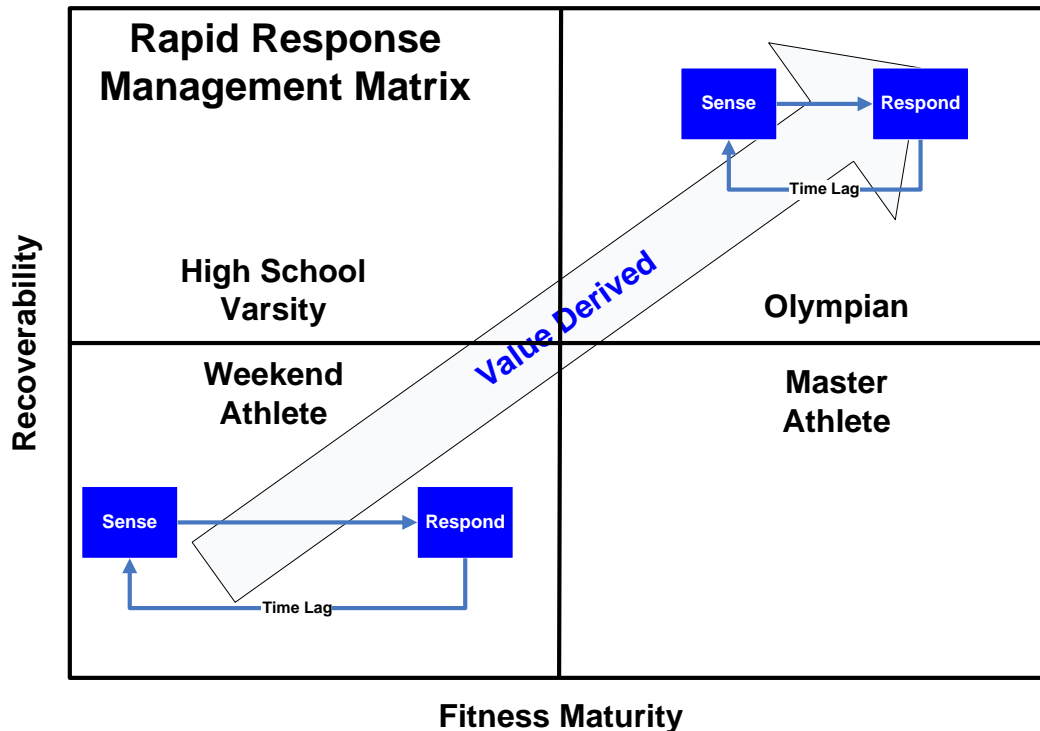 Rapid Response
Management Matrix
Sense
Respond
Time Lag
Recoverability
High School
Varsity
Value Derived
Olympian
Weekend
Athlete
Master
Athlete
Sense
Respond
Time Lag
Fitness Maturity